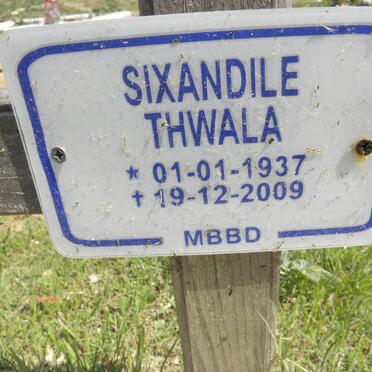 SIXANDILE
THWALA
* 01-01-1937
✝ 19-12-2009
MBBD